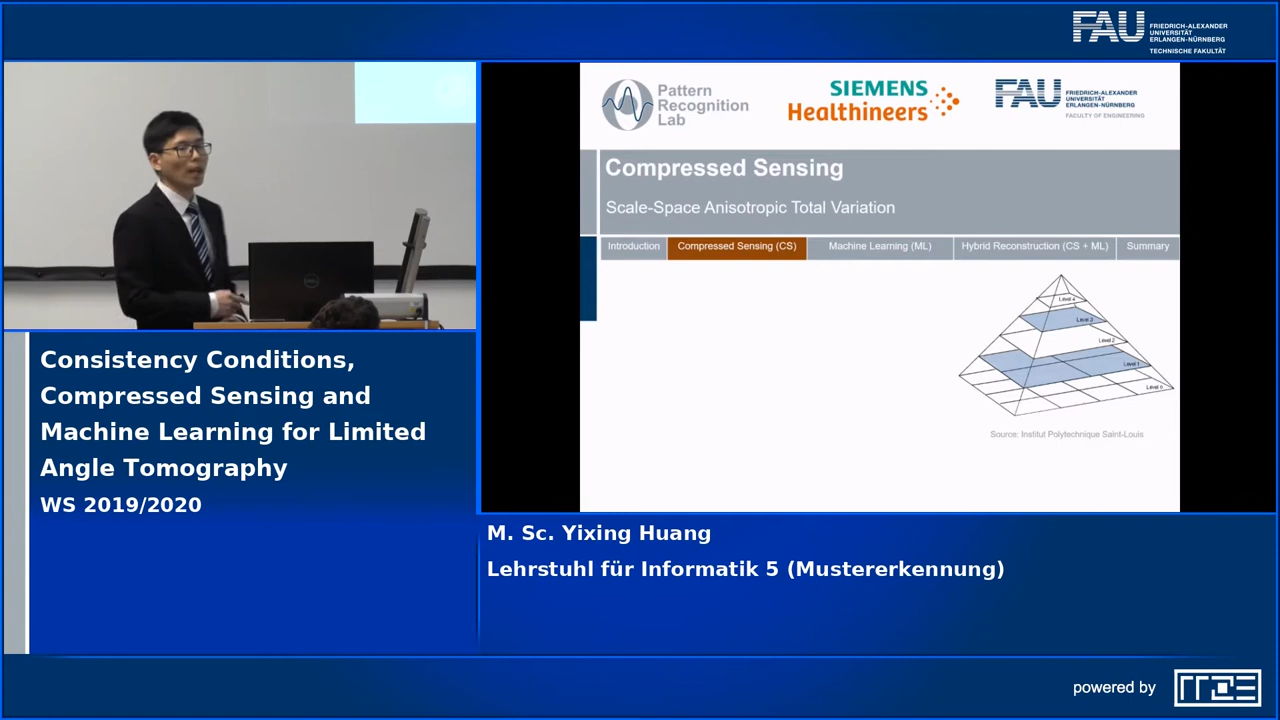 FAU
FRIEDRICH-ALEXANDER
UNIVERSITÄT
ERLANGEN-NÜRNBERG
TECHNISCHE FAKULTÄT
Pattern
Recognition
Lab
SIEMENS
Healthineers
FAU
FRIEDRICH-ALEXANDER
UNIVERSITÄT
ERLANGEN-NÜRNBERG
FACULTY OF ENGINEERING
Compressed Sensing
Scale-Space Anisotropic Total Variation
Introduction
Compressed Sensing (CS)
Machine Learning (ML)
Hybrid Reconstruction (CS + ML)
Summary
Level 4
Level 3
Level 2
Level 1
Level 0
Source: Institut Polytechnique Saint-Louis
Consistency Conditions,
Compressed Sensing and
Machine Learning for Limited
Angle Tomography
WS 2019/2020
M. Sc. Yixing Huang
Lehrstuhl für Informatik 5 (Mustererkennung)
powered by